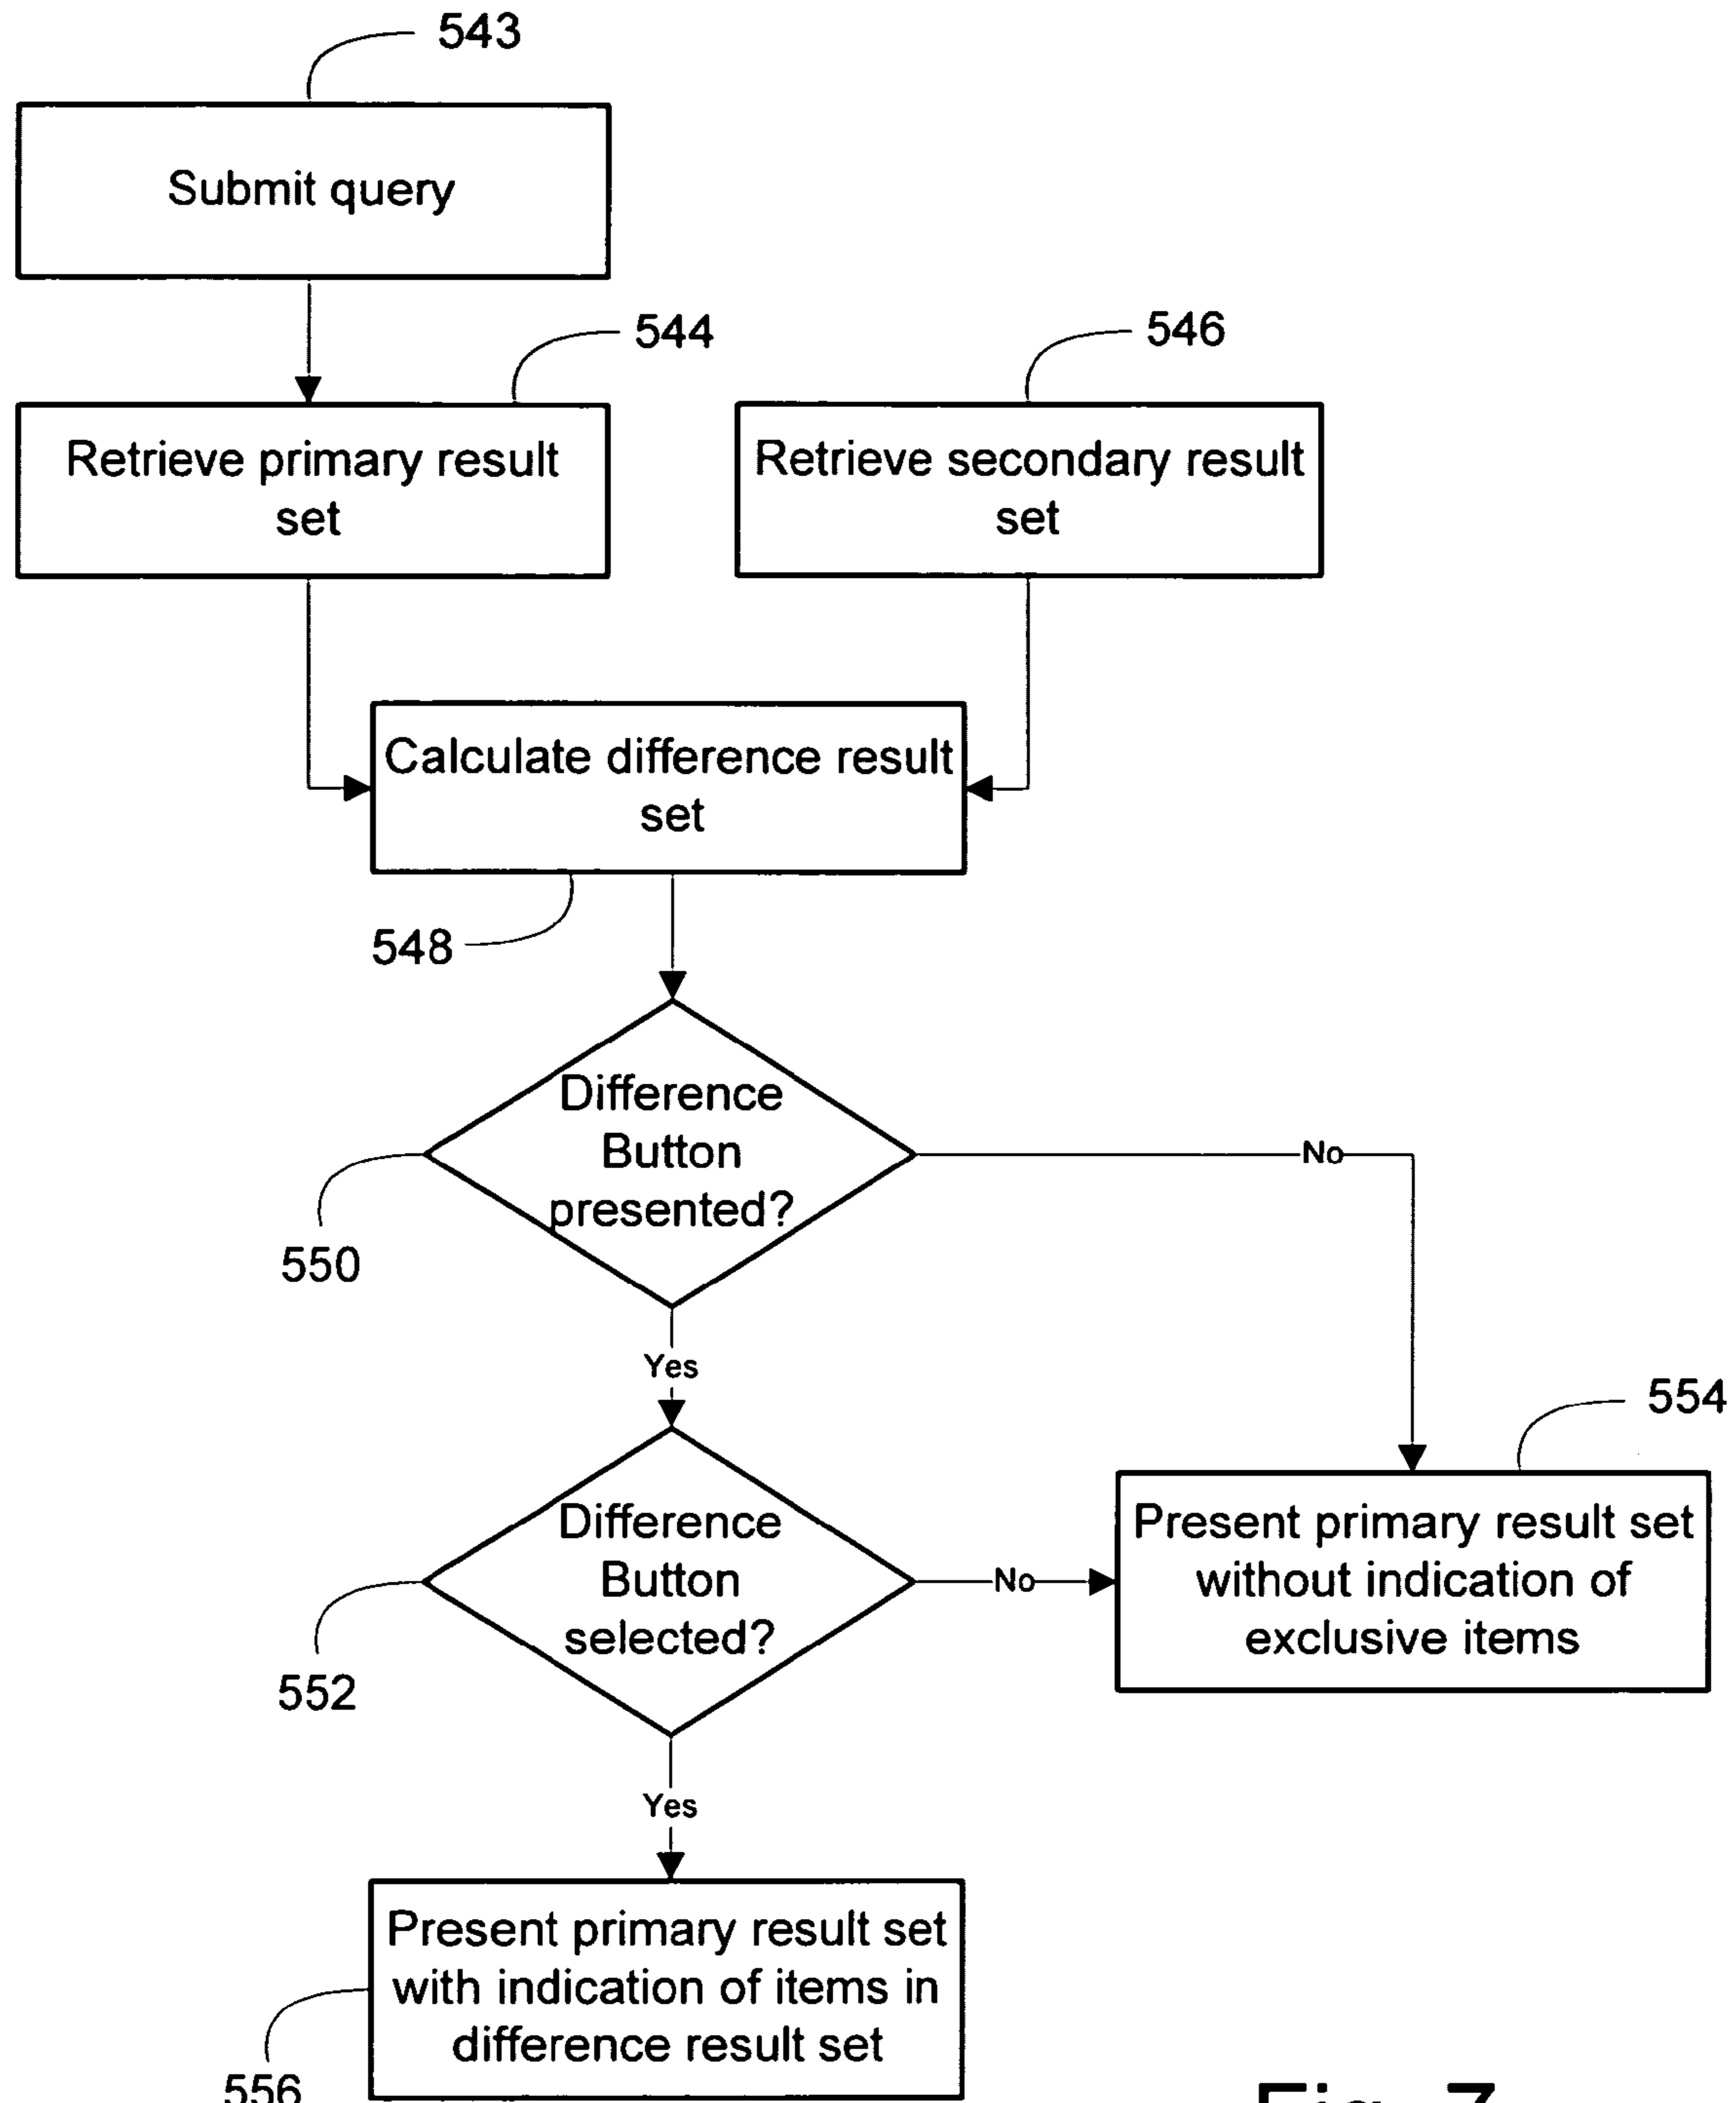 543
Submit query
544
546
Retrieve primary result
set
Retrieve secondary result
set
Calculate difference result
set
548
Difference
Button
presented?
No
550
Yes
554
Difference
Button
selected?
No
Present primary result set
without indication of
exclusive items
552
Yes
Present primary result set
with indication of items in
difference result set
556
Fig. 7